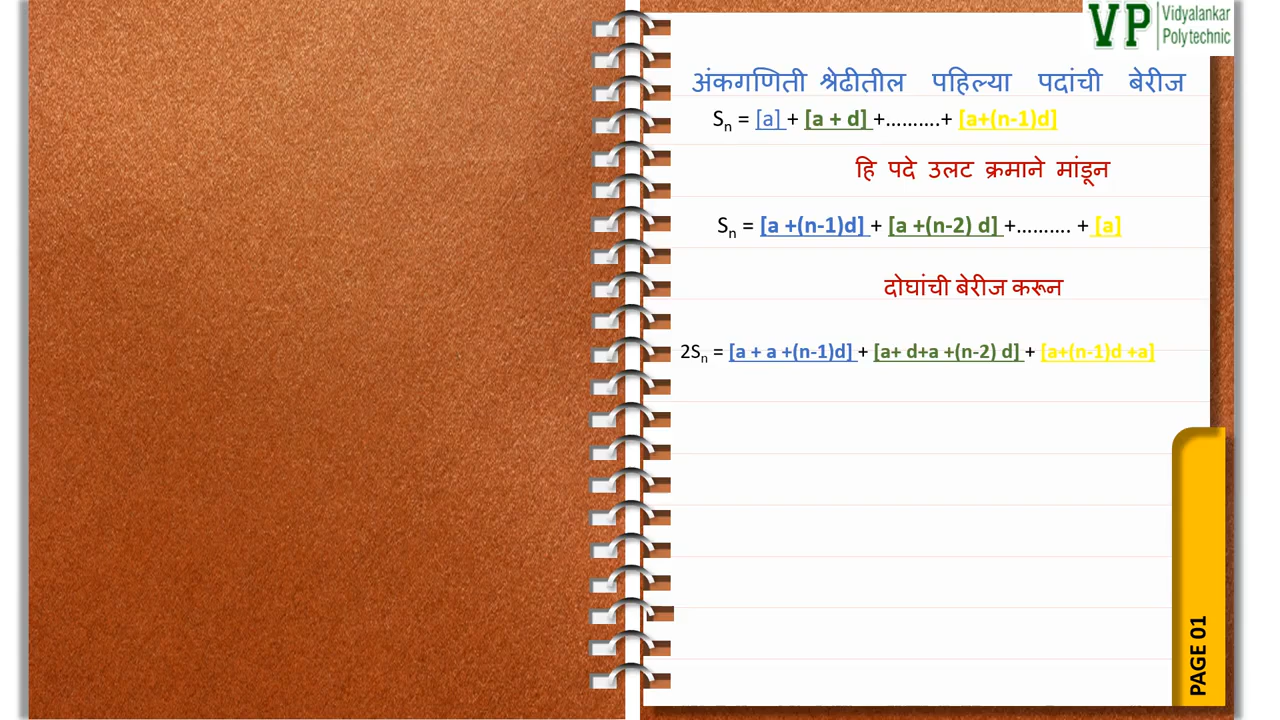 VP Vidyalankar
Polytechnic
अंकगणिती श्रेढीतील पहिल्या पदांची बेरीज
Sₙ = [a] + [a + d] +……….+ [a+(n-1)d]
हि पदे उलट क्रमाने मांडून
Sₙ = [a +(n-1)d] + [a +(n-2) d] +………. + [a]
दोघांची बेरीज करून
2Sₙ = [a + a +(n-1)d] + [a+ d+a +(n-2) d] + [a+(n-1)d +a]
PAGE 01